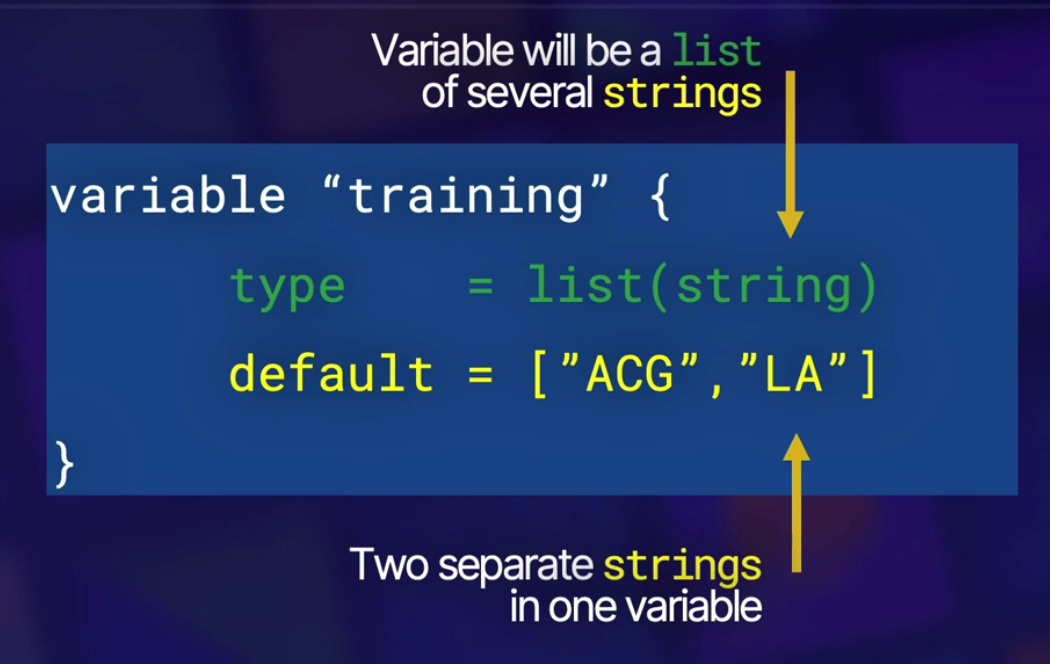 Variable will be a list
of several strings
variable “training” {
type = list(string)
default = [”ACG”,”LA”]
}
Two separate strings
in one variable